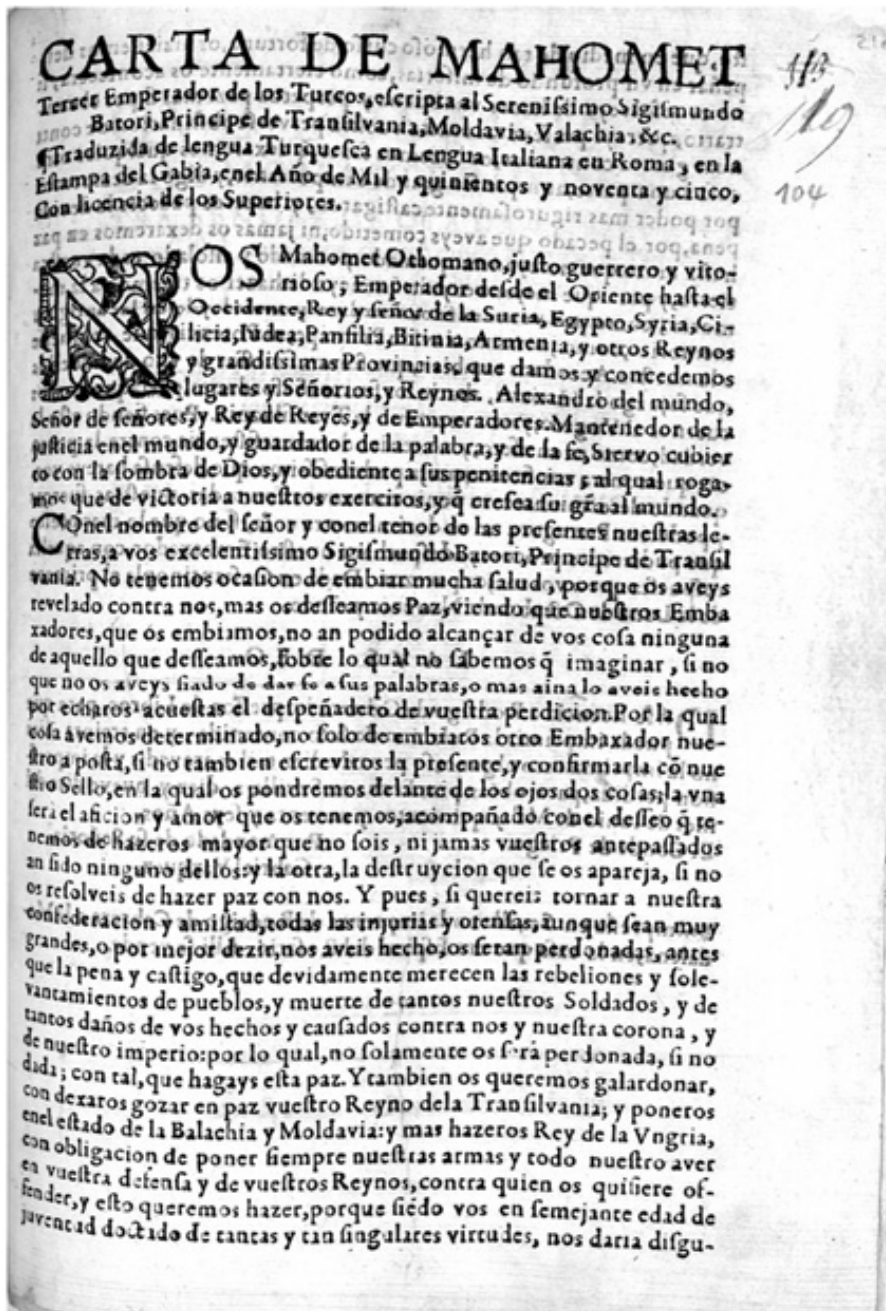 CARTA DE MAHOMET
Tercer Emperador de los Turcos, escripta al Serenissimo Sigismundo
Batori, Principe de Transilvania, Moldavia, Valachia, &c.
¶Traduzida de lengua Turquesca en Lengua Italiana en Roma, en la
Estampa del Gabia, enel Año de Mil y quinientos y noventa y cinco,
Con licencia de los Superiores.
113
119
104
NOS Mahomet Othomano, justo guerrero y vito-
rioso; Emperador desde el Oriente hasta el
Occidente, Rey y señor de la Suria, Egypto, Syria, Ci-
licia, Iudea, Panfilia, Bitinia, Armenia, y otros Reynos
y grandissimas Provincias, que damos y concedemos
lugares y Señorios, y Reynos. Alexandro del mundo,
Señor de señores, y Rey de Reyes, y de Emperadores. Mantenedor de la
justicia enel mundo, y guardador de la palabra, y de la fe, Siervo cubier
to con la sombra de Dios, y obediente a sus penitencias, al qual roga-
mos que de victoria a nuestros exercitos, y q̃ cresca su grã al mundo.
COnel nombre del señor y conel tenor de las presentes nuestras le-
tras, a vos excelentissimo Sigismundo Batori, Principe de Transil
vania. No tenemos ocasion de embiar mucha salud, porque os aveys
revelado contra nos, mas os desseamos Paz, viendo que nuestros Emba
xadores, que os embiamos, no an podido alcançar de vos cosa ninguna
de aquello que desseamos, sobre lo qual no sabemos q̃ imaginar, si no
que no os aveys fiado de dar fe a sus palabras, o mas aina lo aveis hecho
por echaros acuestas el despeñadero de vuestra perdicion. Por la qual
cosa avemos determinado, no solo de embiaros otro Embaxador nue-
stro a posta, si no tambien escreviros la presente, y confirmarla cõ nue
stro Sello, en la qual os pondremos delante de los ojos dos cosas; la vna
sera el aficion y amor que os tenemos, acompañado conel desseo q̃ te-
nemos de hazeros mayor que no sois, ni jamas vuestros antepassados
an sido ninguno dellos: y la otra, la destruycion que se os apareja, si no
os resolveis de hazer paz con nos. Y pues, si quereis tornar a nuestra
confederacion y amistad, todas las injurias y ofensas, aunque sean muy
grandes, o por mejor dezir, nos aveis hecho, os seran perdonadas, antes
que la pena y castigo, que devidamente merecen las rebeliones y sole-
vantamientos de pueblos, y muerte de tantos nuestros Soldados, y de
tantos daños de vos hechos y causados contra nos y nuestra corona, y
de nuestro imperio: por lo qual, no solamente os será perdonada, si no
dada; con tal, que hagays esta paz. Y tambien os queremos galardonar,
con dexaros gozar en paz vuestro Reyno dela Transilvania; y poneros
enel estado de la Balachia y Moldavia: y mas hazeros Rey de la Vngria,
con obligacion de poner siempre nuestras armas y todo nuestro aver
en vuestra defensa y de vuestros Reynos, contra quien os quisiere of-
fender, y esto queremos hazer, porque siẽdo vos en semejante edad de
juventad doctado de tantas y tan singulares virtudes, nos daria disgu-